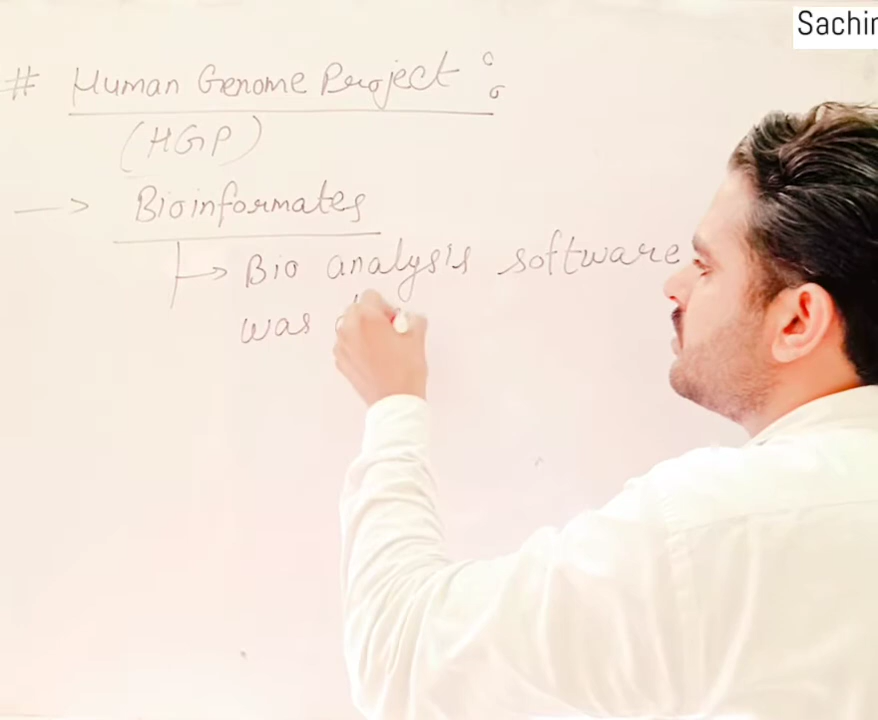 Sachin
# Human Genome Project :
(HGP)
→ Bioinformates
↳ Bio analysis software
was